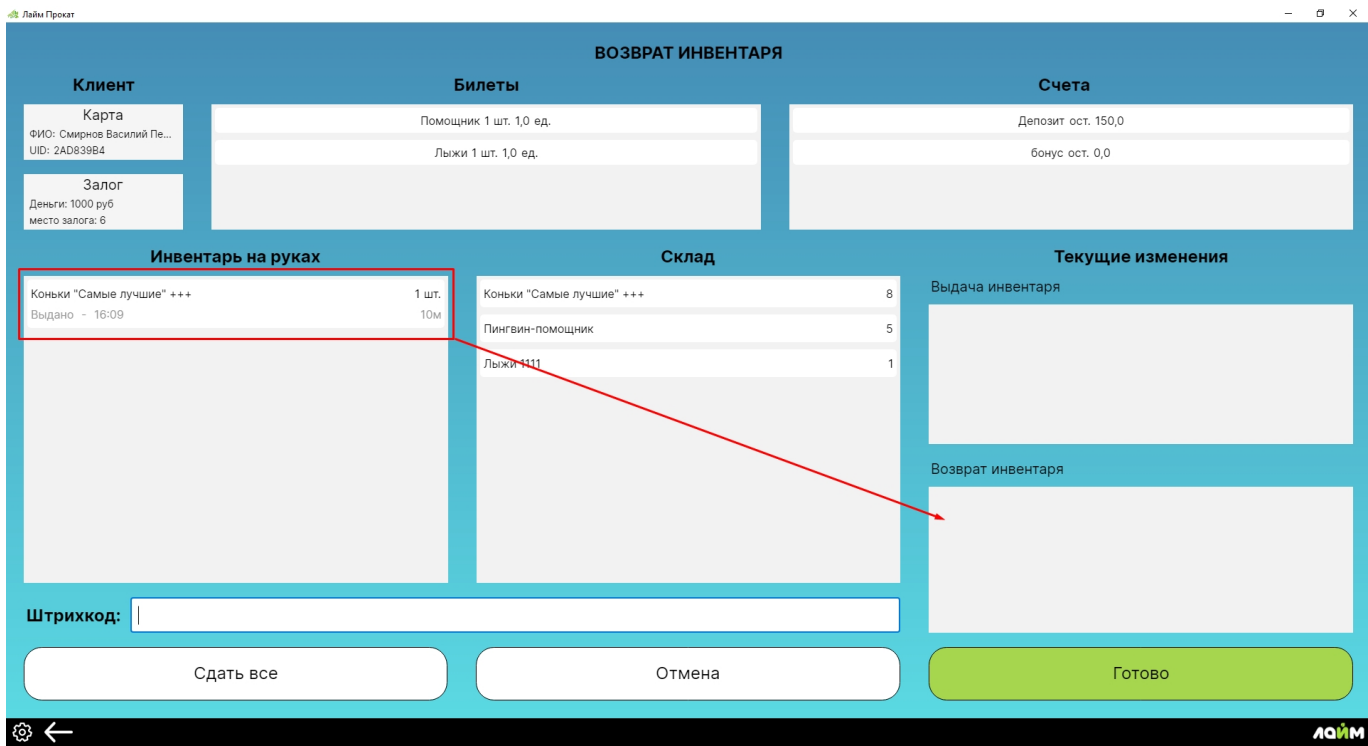 Лайм Прокат
ВОЗВРАТ ИНВЕНТАРЯ
Клиент
Карта
ФИО: Смирнов Василий Пе...
UID: 2AD839B4
Залог
Деньги: 1000 руб
место залога: 6
Билеты
Помощник 1 шт. 1,0 ед.
Лыжи 1 шт. 1,0 ед.
Счета
Депозит ост. 150,0
бонус ост. 0,0
Инвентарь на руках
Коньки "Самые лучшие" +++ 1 шт.
Выдано - 16:09 10м
Склад
Коньки "Самые лучшие" +++ 8
Пингвин-помощник 5
Лыжи 1111 1
Текущие изменения
Выдача инвентаря
Возврат инвентаря
Штрихкод:
Сдать все
Отмена
Готово
лайм